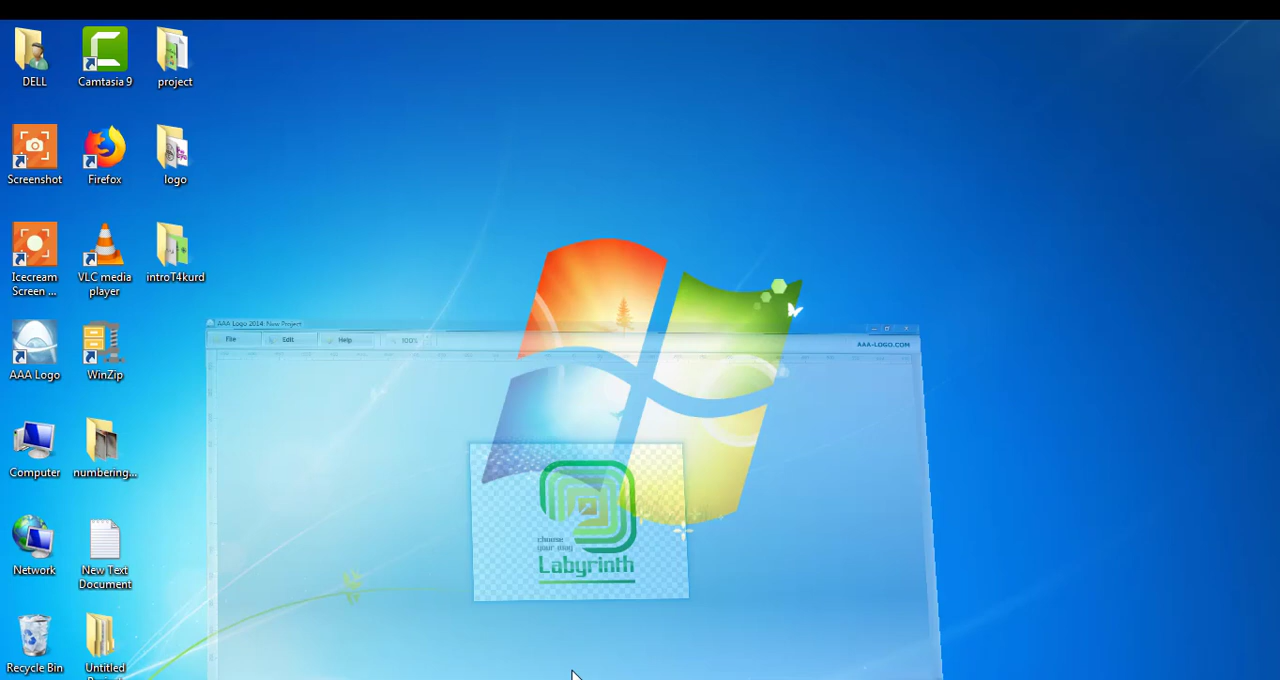 DELL
Camtasia 9
project
Screenshot
Firefox
logo
Icecream
Screen ...
VLC media
player
introT4kurd
AAA Logo 2014: New Project
File
Edit
Help
100%
AAA-LOGO.COM
AAA Logo
WinZip
Computer
numbering...
choose
your way
Labyrinth
Network
New Text
Document
Recycle Bin
Untitled